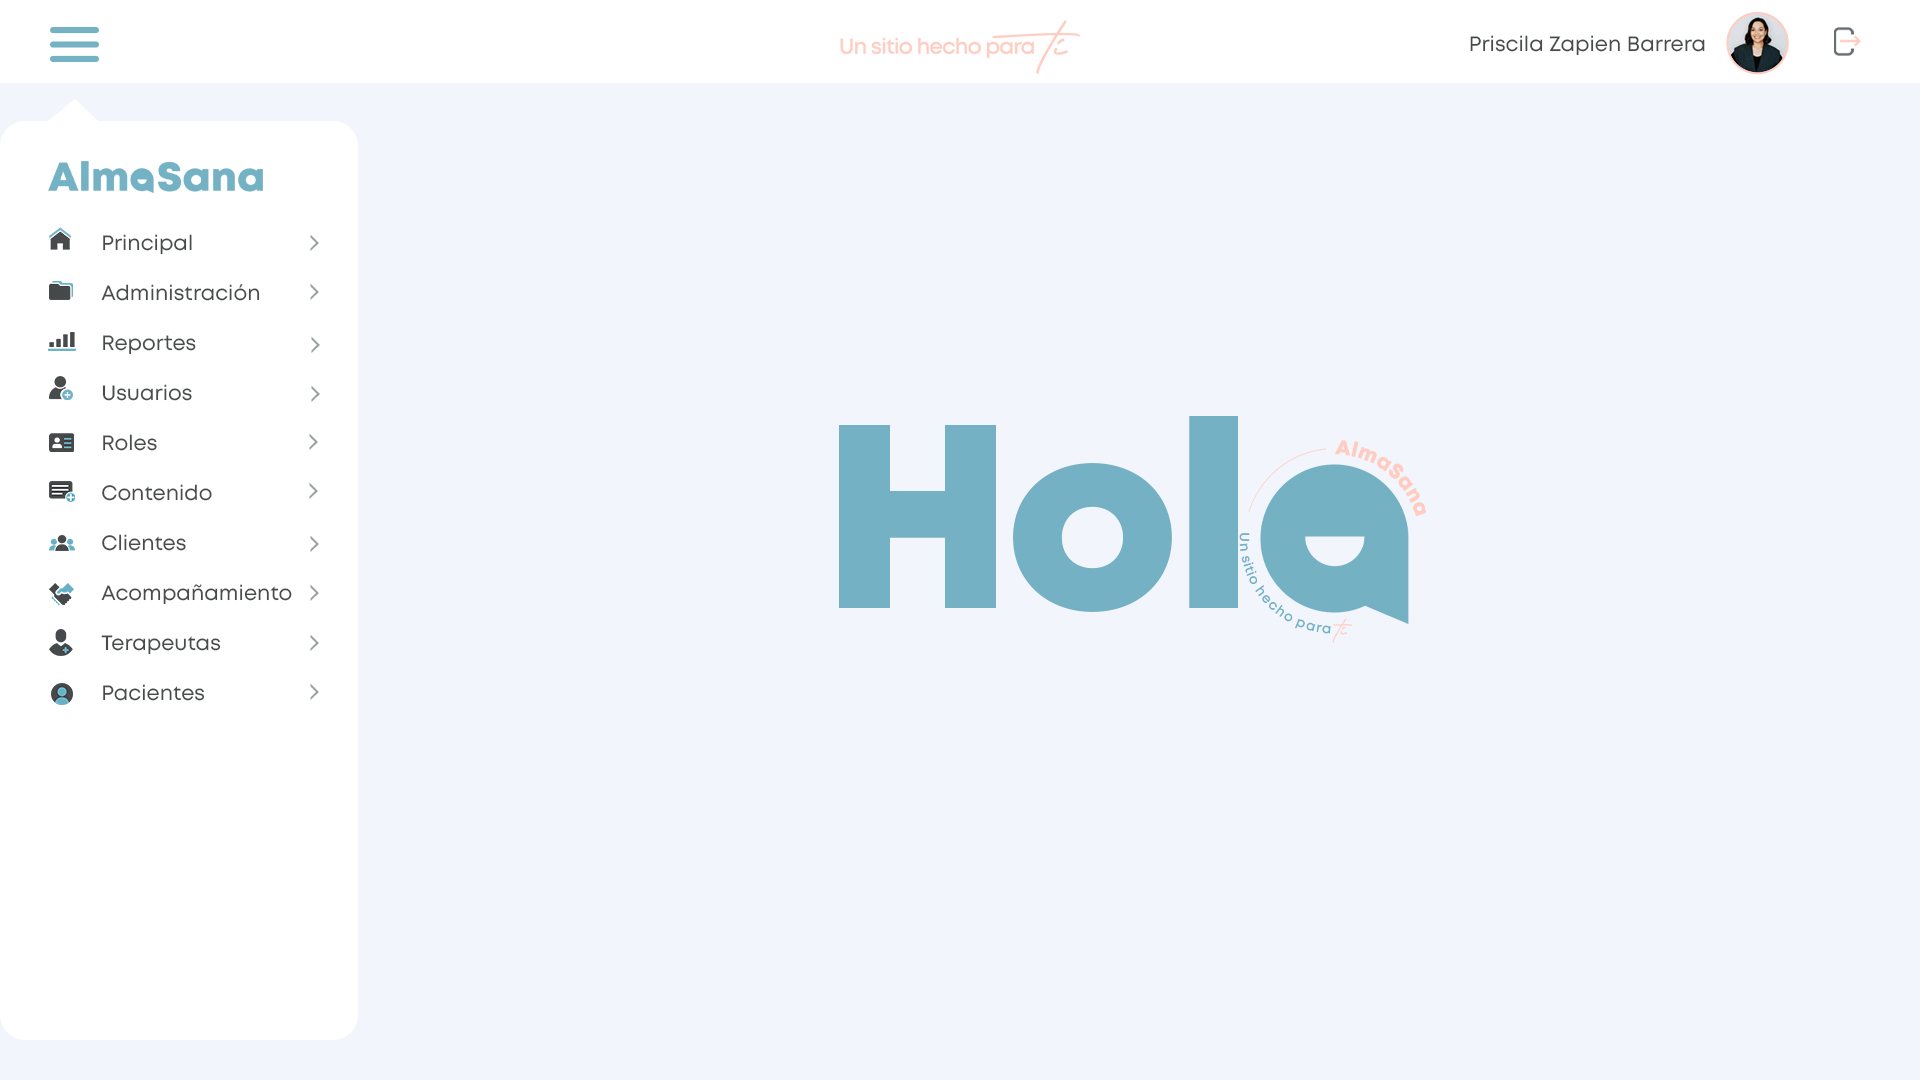 Un sitio hecho para ti
Priscila Zapien Barrera
AlmaSana
Principal
Administración
Reportes
Usuarios
Roles
Contenido
Clientes
Acompañamiento
Terapeutas
Pacientes
Hola
AlmaSana
Un sitio hecho para ti